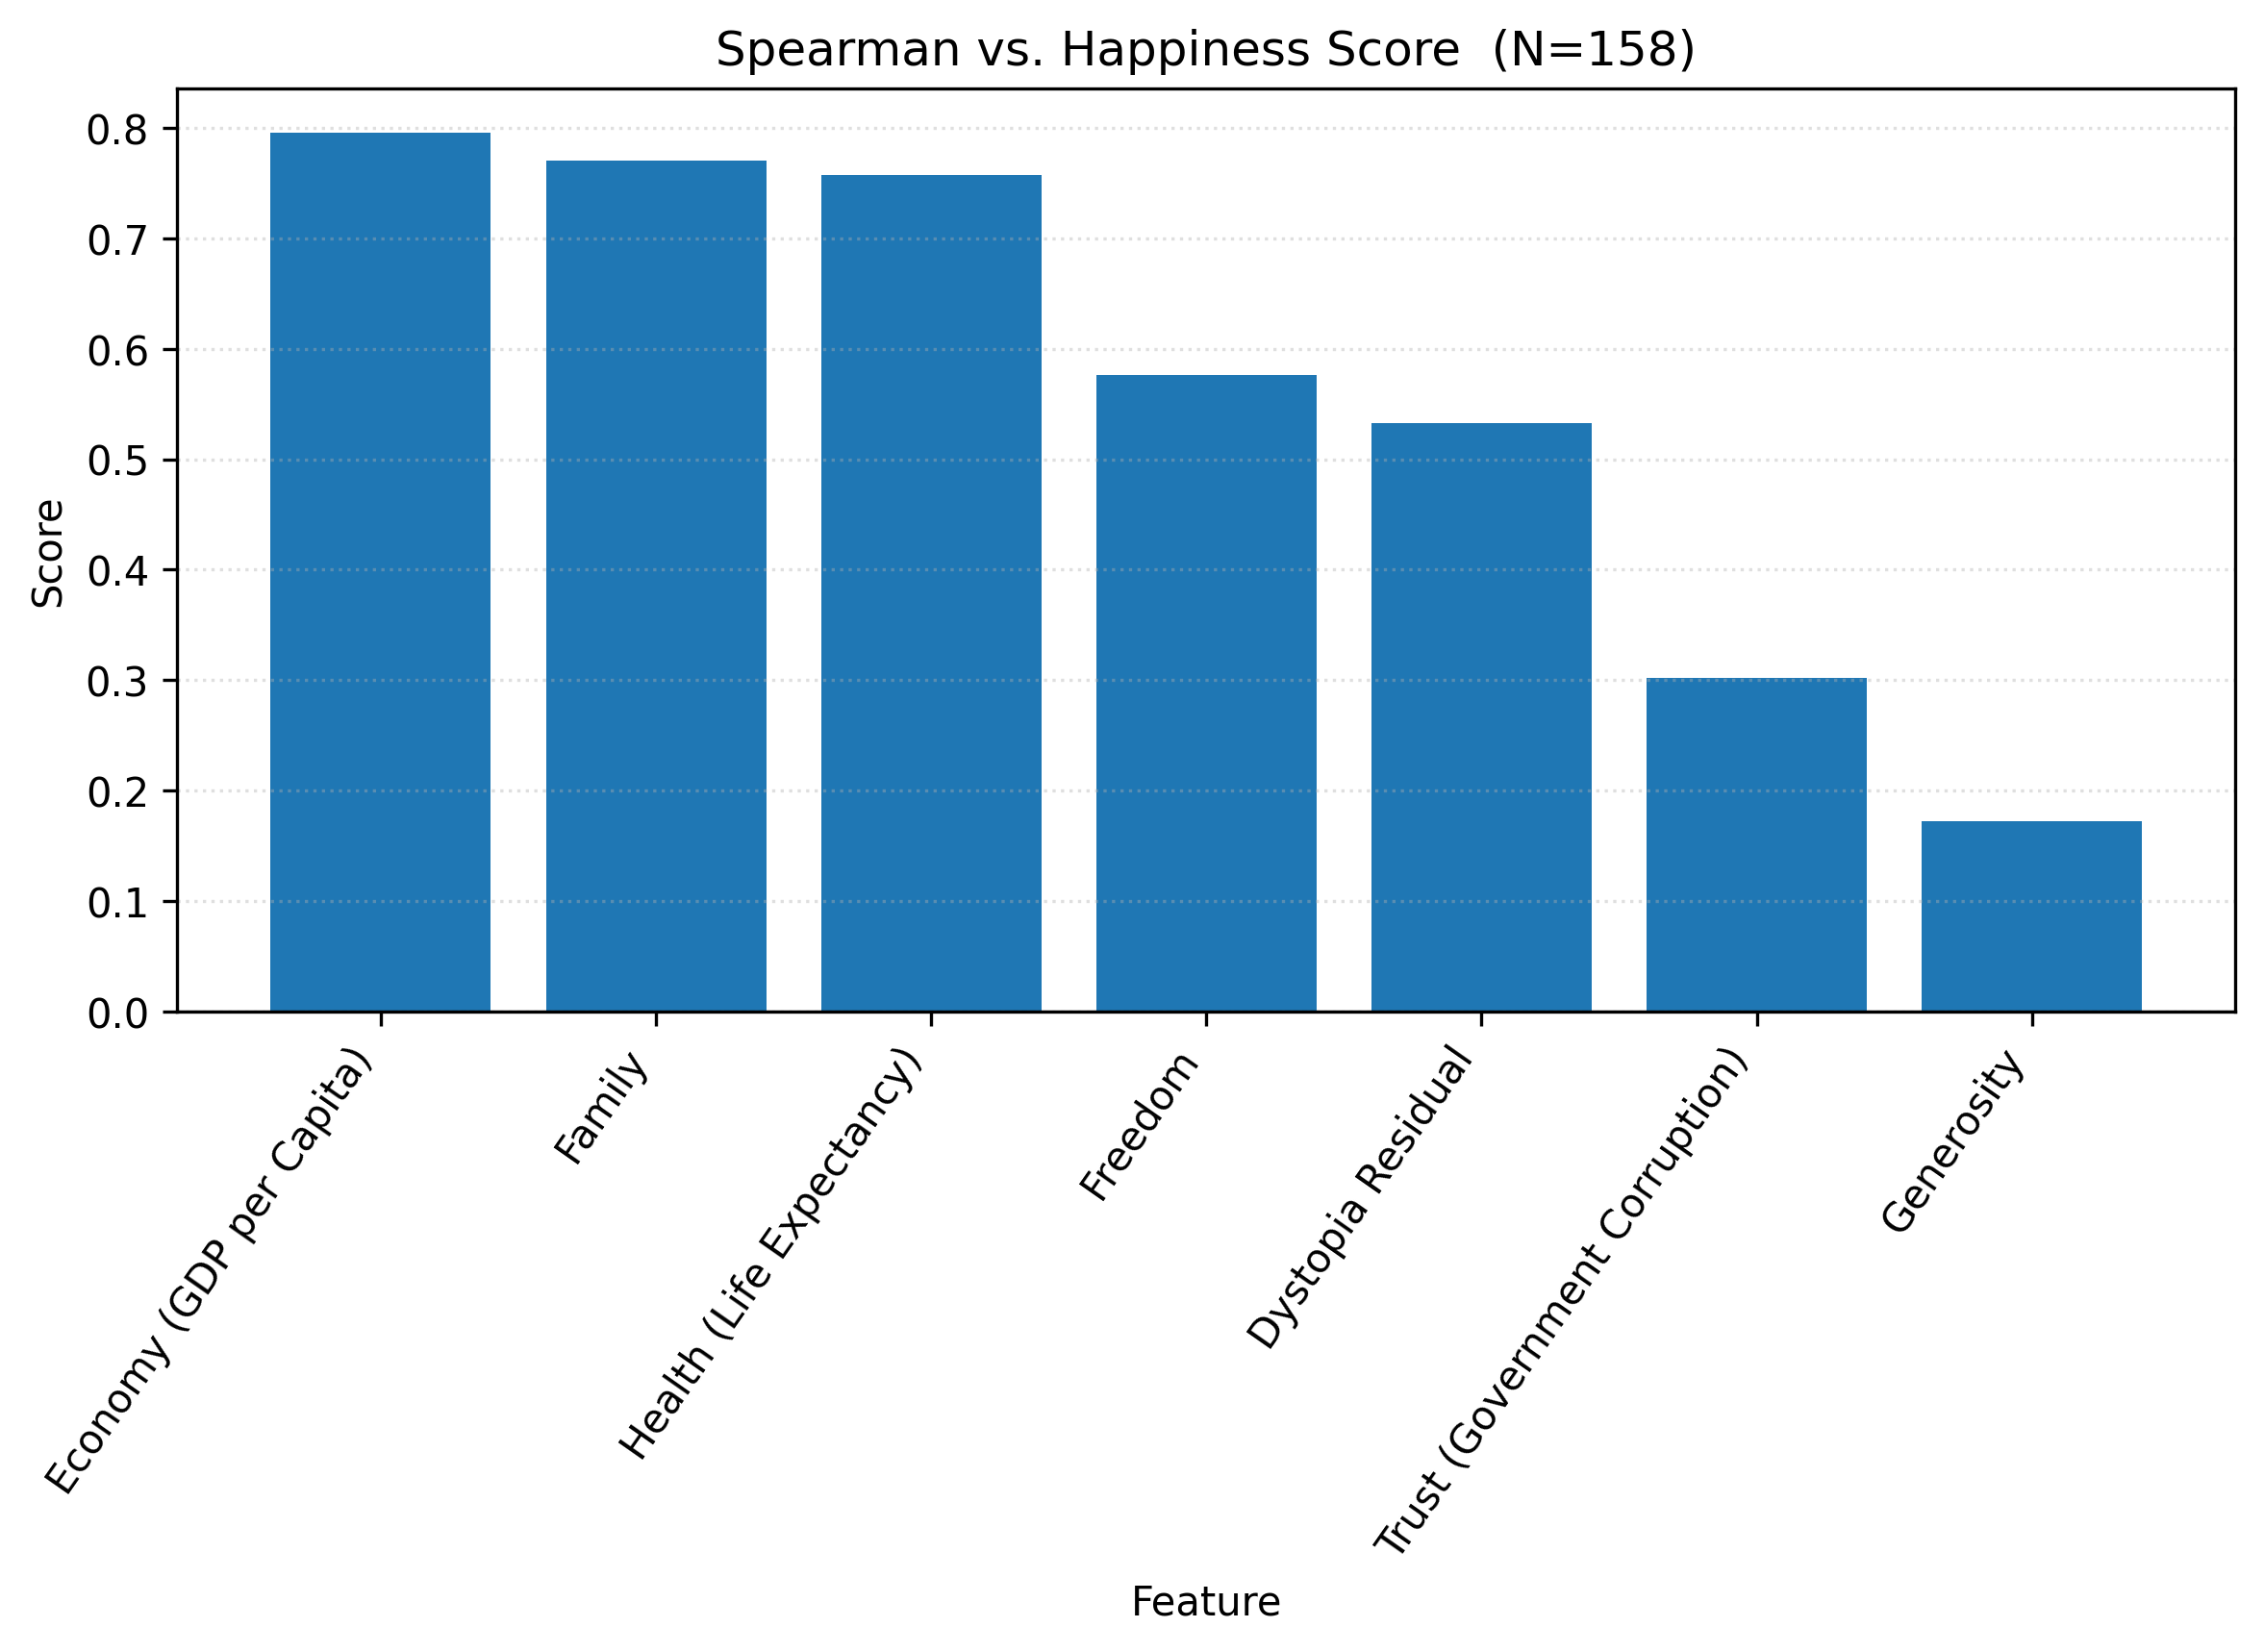 Spearman vs. Happiness Score  (N=158)
Score
0.8
0.7
0.6
0.5
0.4
0.3
0.2
0.1
0.0
Economy (GDP per Capita)
Family
Health (Life Expectancy)
Freedom
Dystopia Residual
Trust (Government Corruption)
Generosity
Feature